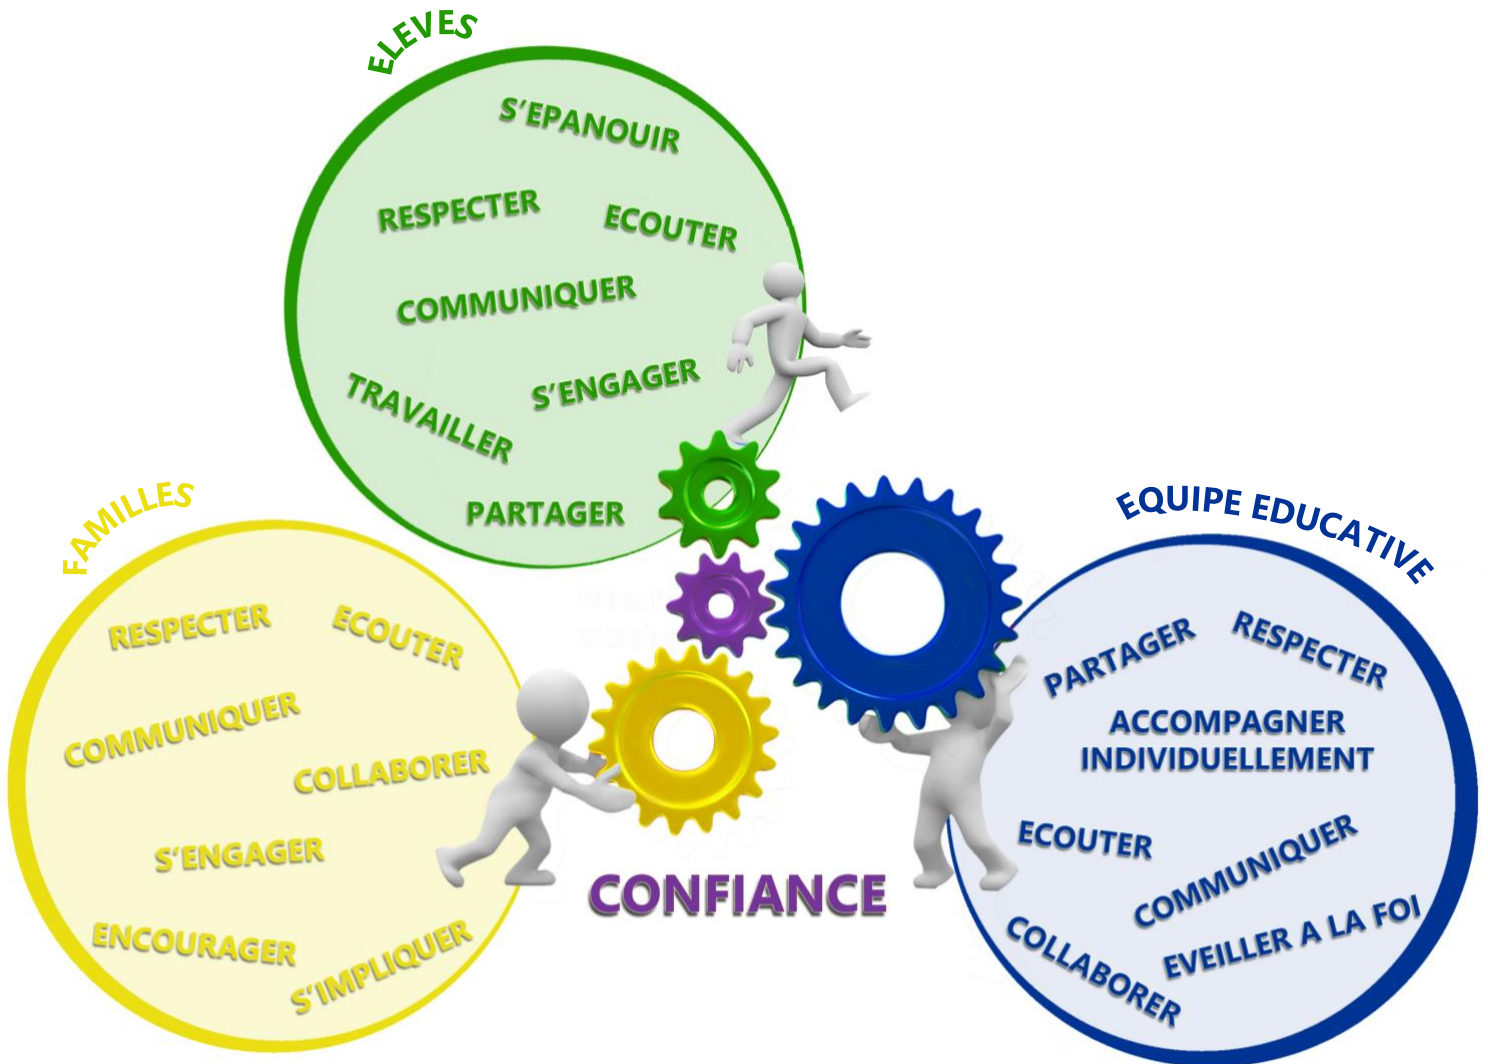 ELEVES
S'EPANOUIR
RESPECTER
ECOUTER
COMMUNIQUER
S'ENGAGER
TRAVAILLER
PARTAGER
FAMILLES
RESPECTER
ECOUTER
COMMUNIQUER
COLLABORER
S'ENGAGER
ENCOURAGER
S'IMPLIQUER
CONFIANCE
EQUIPE EDUCATIVE
PARTAGER
RESPECTER
ACCOMPAGNER
INDIVIDUELLEMENT
ECOUTER
COMMUNIQUER
COLLABORER
EVEILLER A LA FOI